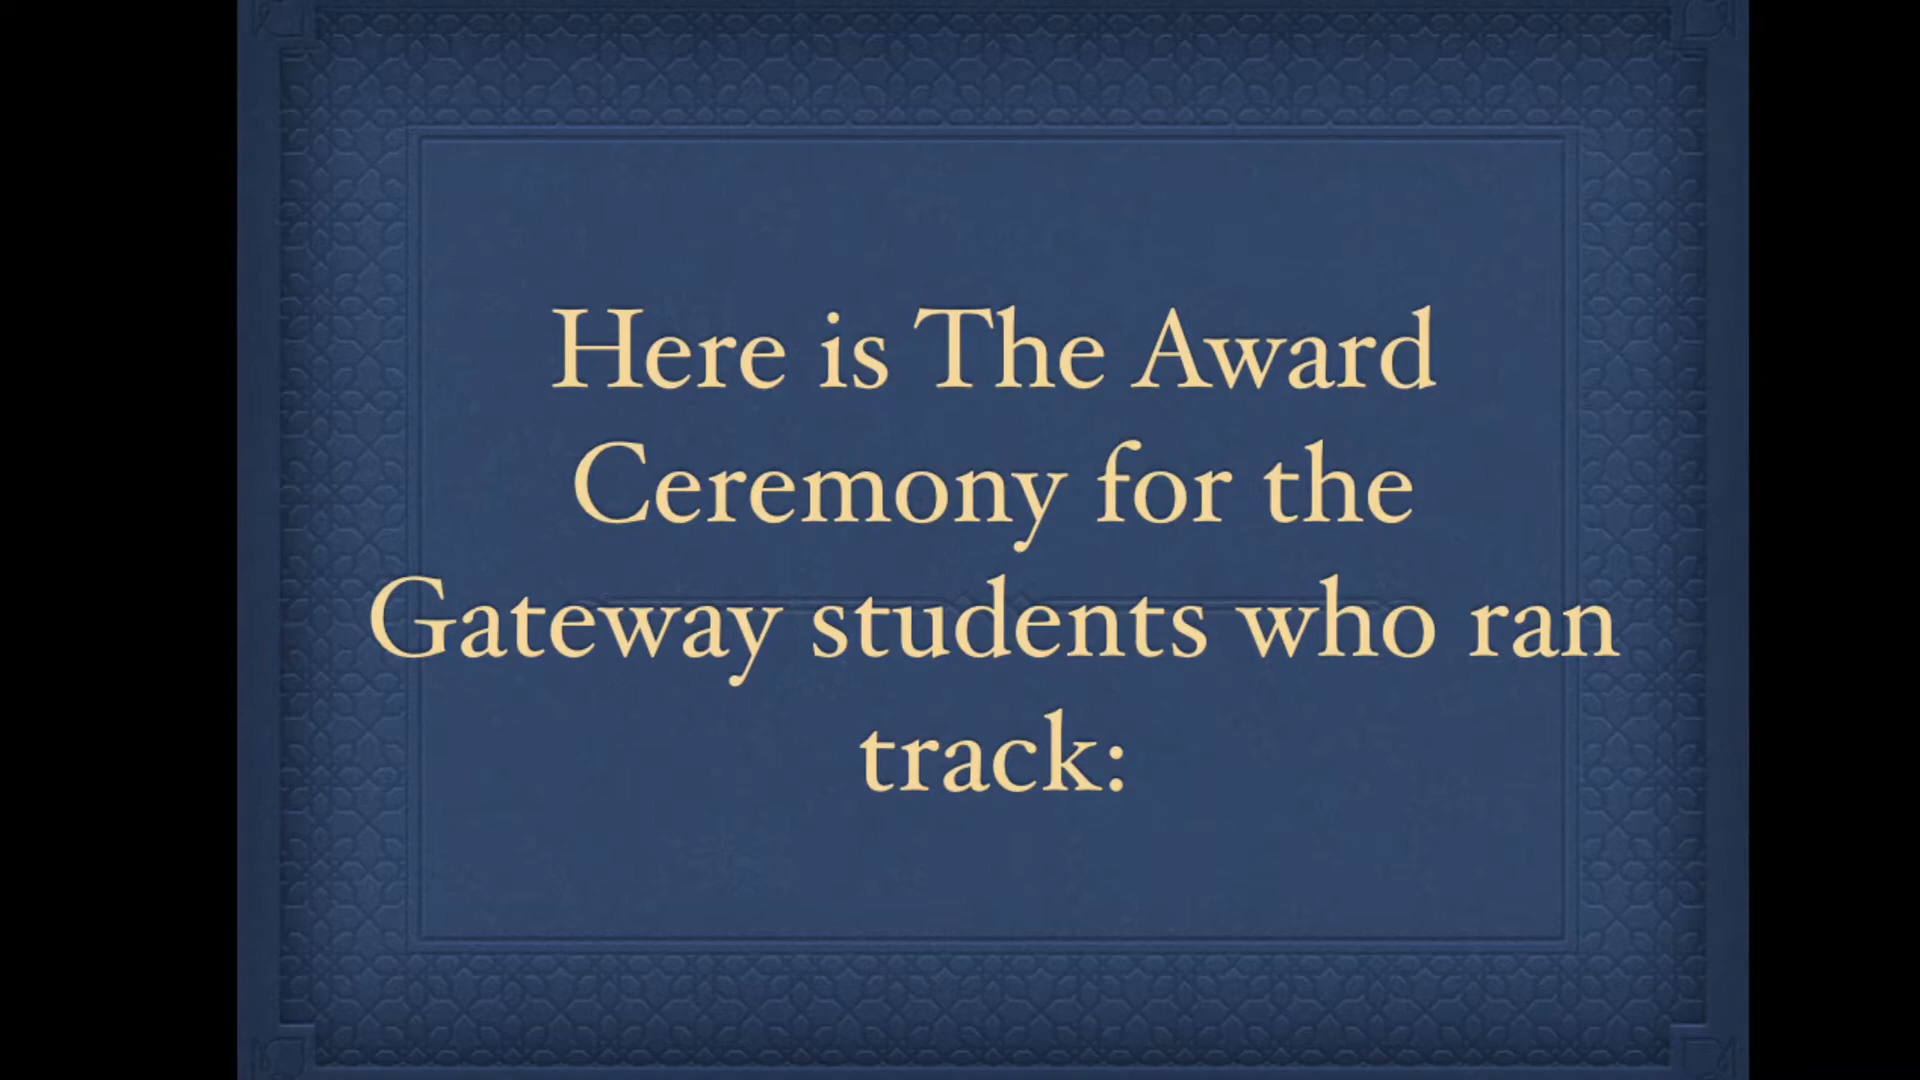 Here is The Award
Ceremony for the
Gateway students who ran
track: